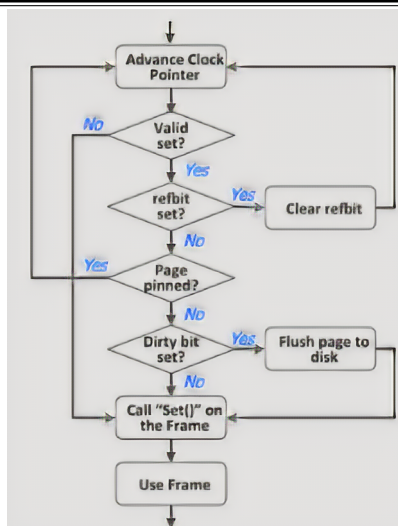 Advance Clock
Pointer
No
Valid
set?
Yes
refbit
set?
Yes
Clear refbit
No
Yes
Page
pinned?
No
Dirty bit
set?
Yes
Flush page to
disk
No
Call "Set()" on
the Frame
Use Frame